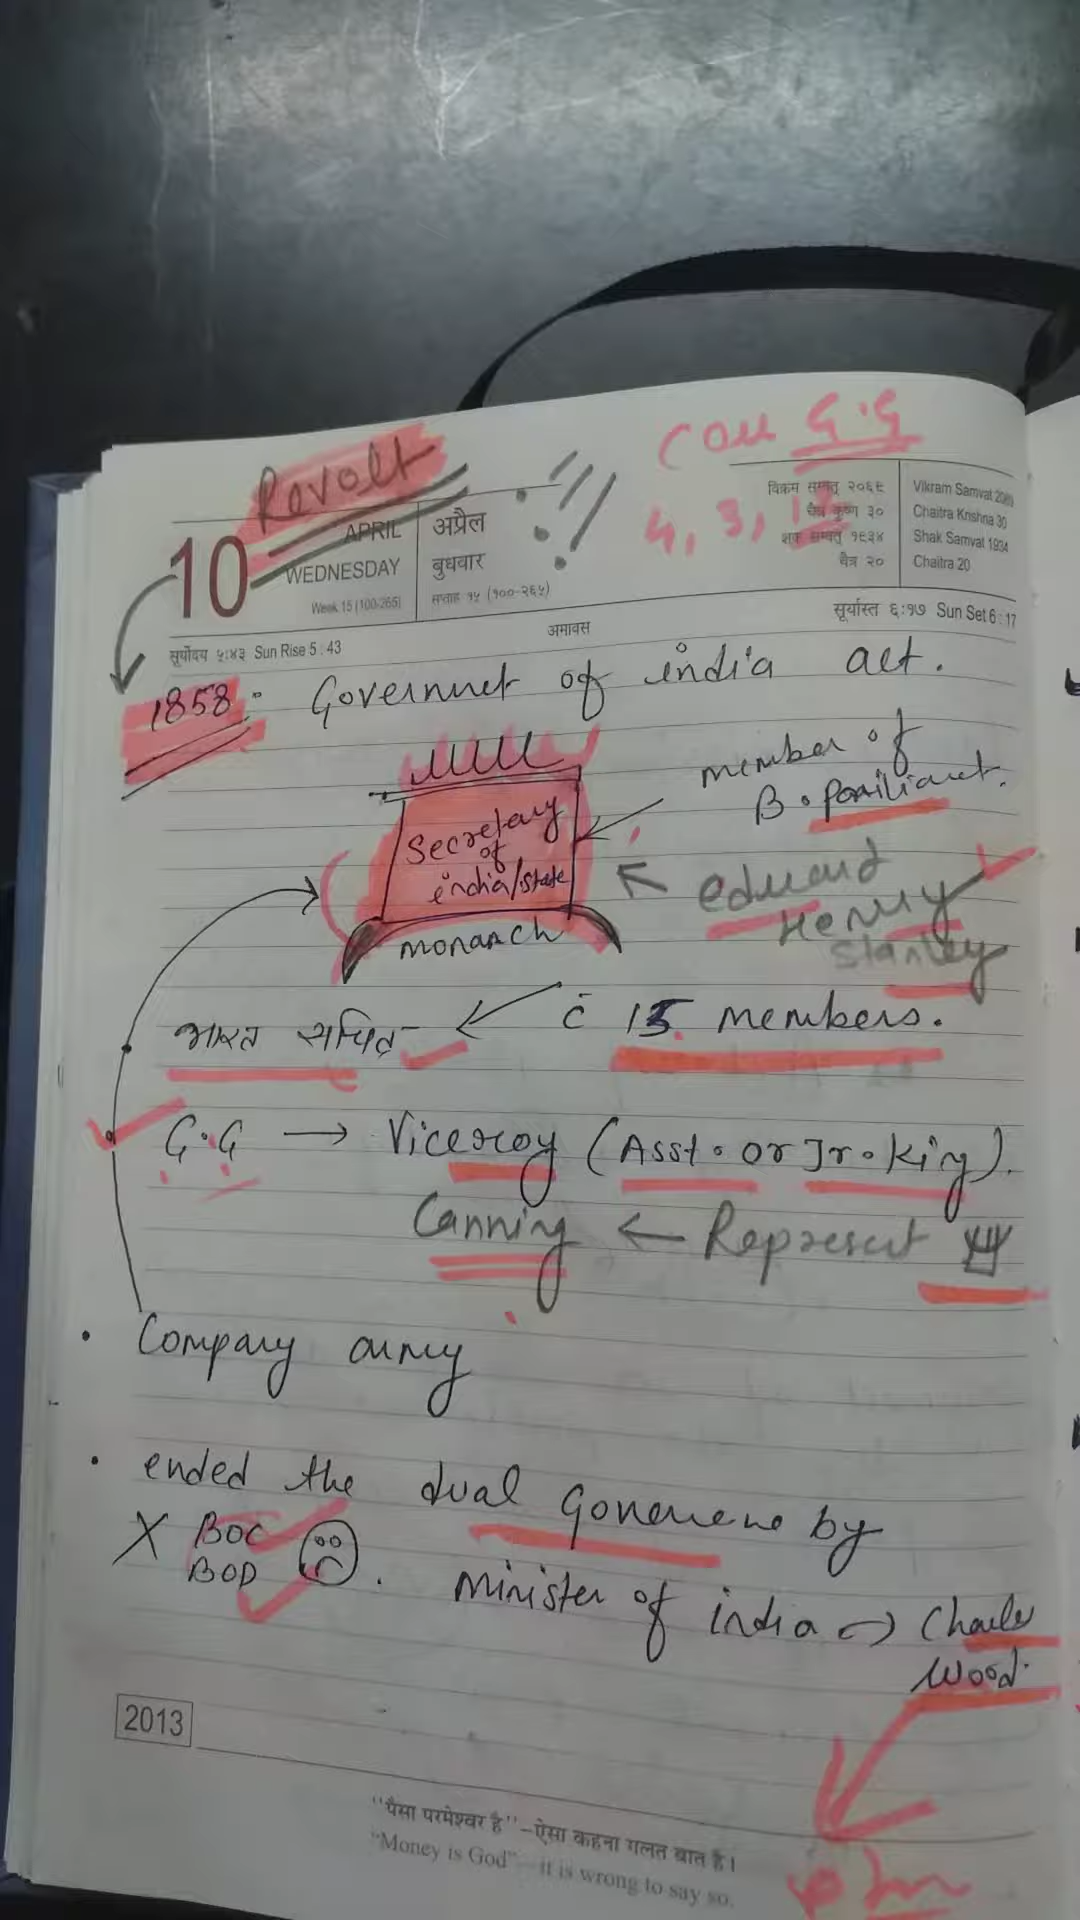 Revolt
Cou G.G
4, 3,
10
APRIL
WEDNESDAY
Week 15 (100-265)
अप्रैल
बुधवार
सप्ताह १५ (१००-२६५)
विक्रम सम्वत् २०६९
चैत्र कृष्ण ३०
शक सम्वत् १९३४
चैत्र २०
Vikram Samvat 2069
Chaitra Krishna 30
Shak Samvat 1934
Chaitra 20
सूर्योदय ५:४३ Sun Rise 5:43
अमावस
सूर्यास्त ६:१७ Sun Set 6:17
1858: Governnet of india act.
member of
B. Parliament.
Secretary
of
india/state
monarch
edward
Henry
Stanley
भारत सचिव
c̄ 15 members.
G.G → Viceroy (Asst. or Jr. King).
Canning ← Represent
• Company army
• ended the dual Gonerene by
X BOC
BOD
minister of india → Charles
Wood.
2013
"पैसा परमेश्वर है"–ऐसा कहना गलत बात है।
"Money is God"–it is wrong to say so.